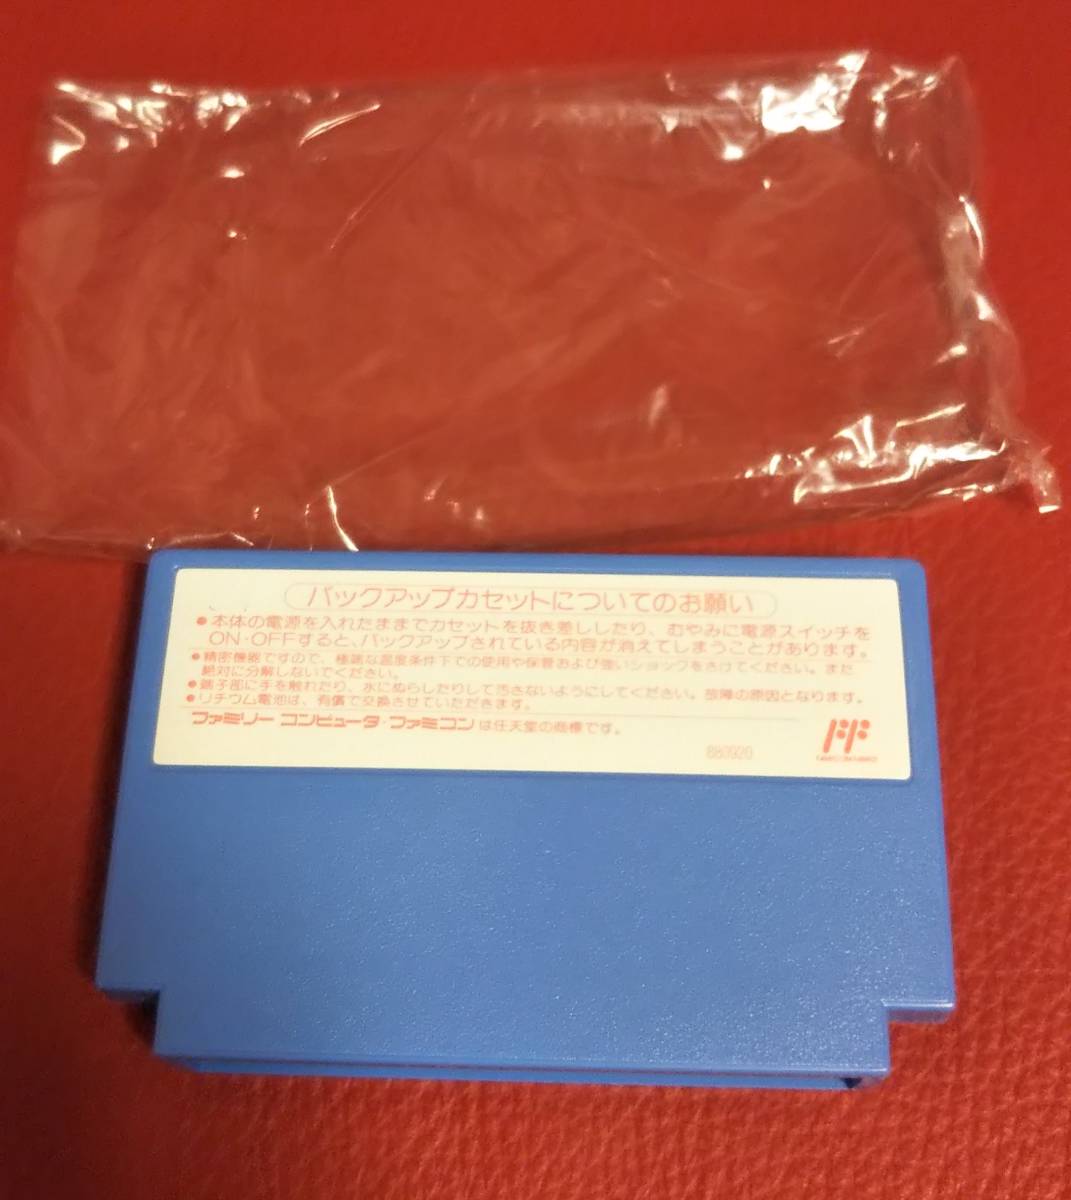 バックアップカセットについてのお願い
●本体の電源を入れたままでカセットを抜き差ししたり、むやみに電源スイッチを
ON・OFFすると、バックアップされている内容が消えてしまうことがあります。
●精密機器ですので、極端な温度条件下での使用や保管および強いショックをさけてください。また
絶対に分解しないでください。
●端子部に手を触れたり、水にぬらしたりして汚さないようにしてください。故障の原因となります。
●リチウム電池は、有償で交換させていただきます。
ファミリー コンピュータ・ファミコンは任天堂の商標です。
880920
FF